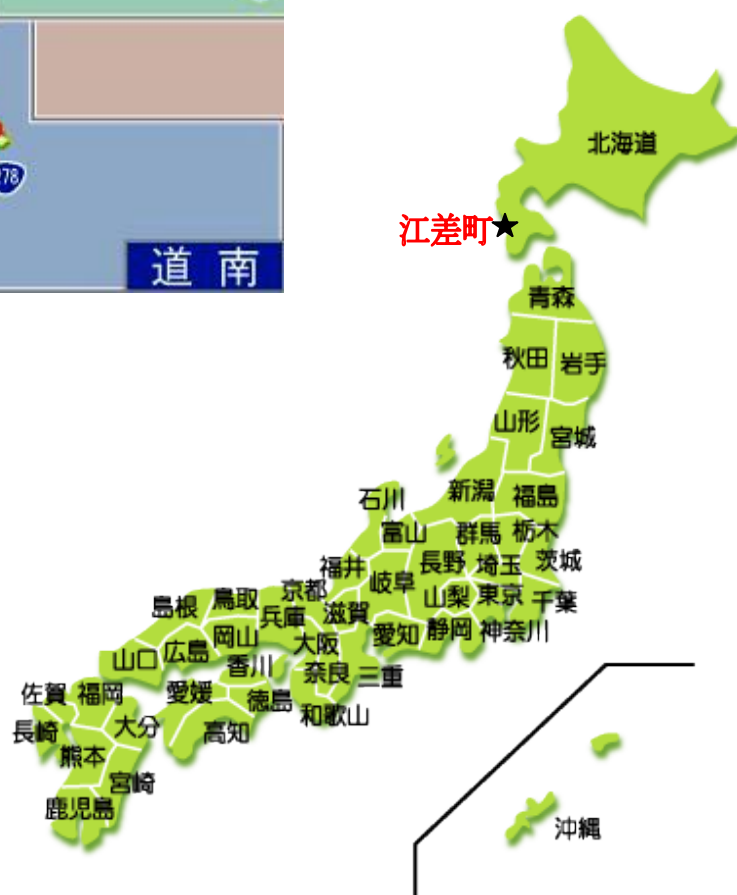 278
道南
北海道
江差町★
青森
秋田
岩手
山形
宮城
新潟
福島
石川
富山
群馬
栃木
福井
岐阜
長野
埼玉
茨城
島根
鳥取
京都
兵庫
滋賀
山梨
東京
千葉
山口
広島
岡山
大阪
愛知
静岡
神奈川
香川
奈良
三重
佐賀
福岡
愛媛
徳島
和歌山
長崎
大分
高知
熊本
宮崎
鹿児島
沖縄